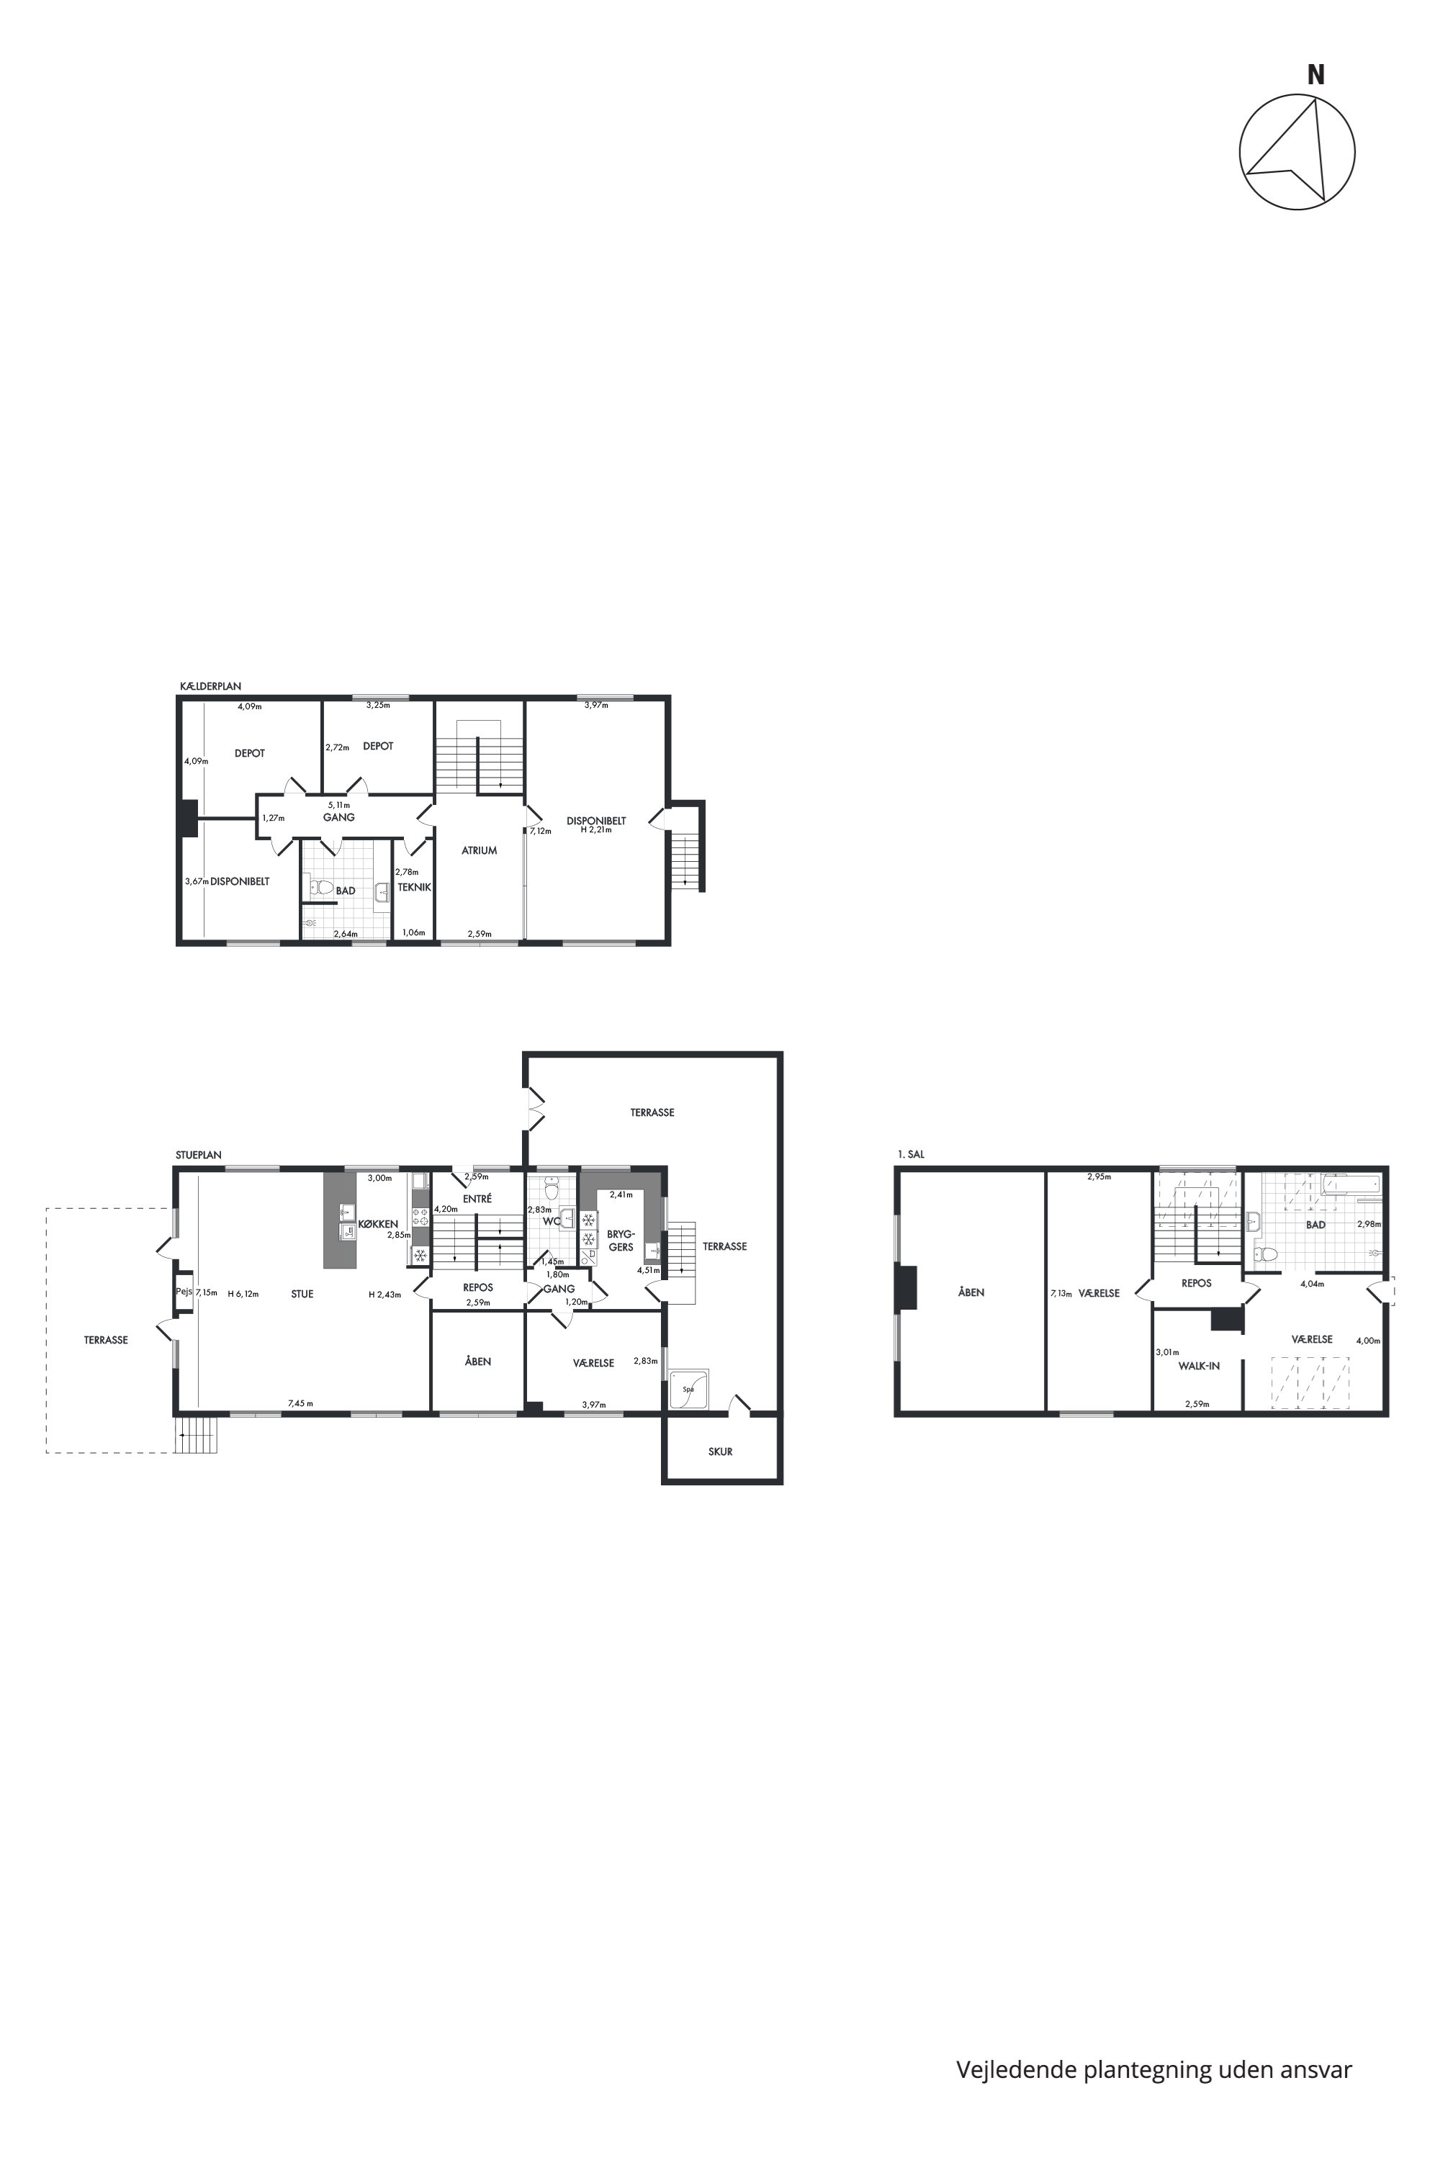 N
KÆLDERPLAN
4,09m
3,25m
3,97m
DEPOT
2,72m
DEPOT
4,09m
5,11m
1,27m
GANG
DISPONIBELT
7,12m
H 2,21m
ATRIUM
2,78m
3,67m
DISPONIBELT
BAD
TEKNIK
2,64m
1,06m
2,59m
TERRASSE
STUEPLAN
3,00m
2,59m
ENTRÉ
2,41m
4,20m
2,83m
KØKKEN
WC
2,85m
BRYG-
GERS
TERRASSE
1,45m
4,51m
1,80m
Pejs
7,15m
H 6,12m
STUE
H 2,43m
REPOS
GANG
2,59m
1,20m
TERRASSE
ÅBEN
VÆRELSE
2,83m
Spa
7,45 m
3,97m
SKUR
1. SAL
2,95m
BAD
2,98m
REPOS
4,04m
ÅBEN
7,13m
VÆRELSE
VÆRELSE
4,00m
3,01m
WALK-IN
2,59m
Vejledende plantegning uden ansvar